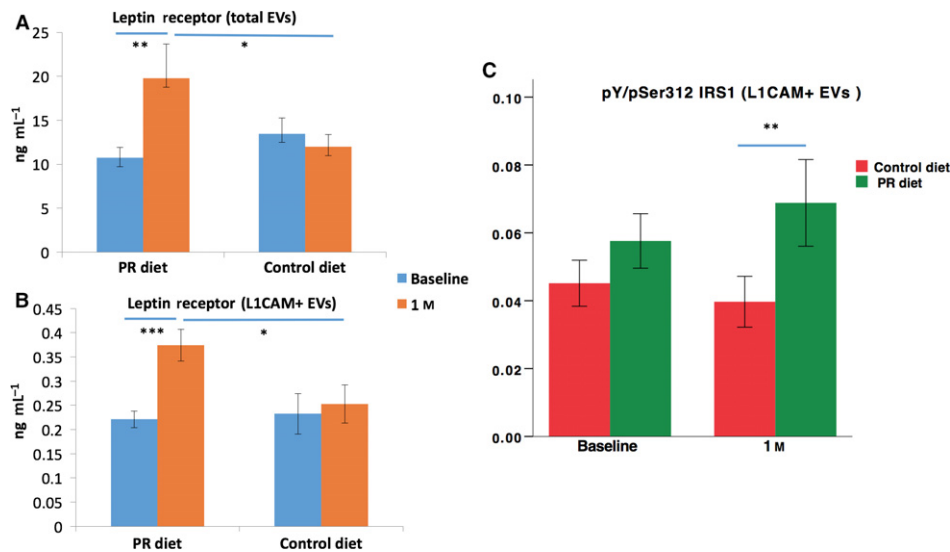 A
Leptin receptor (total EVs)
25
**
*
20
15
10
5
0
ng mL⁻¹
PR diet
Control diet
Baseline
1 M
B
Leptin receptor (L1CAM+ EVs)
0.45
0.4
***
*
0.35
0.3
0.25
0.2
0.15
0.1
0.05
0
ng mL⁻¹
PR diet
Control diet
C
pY/pSer312 IRS1 (L1CAM+ EVs )
0.10
**
0.08
0.06
0.04
0.02
0.00
Baseline
1 M
Control diet
PR diet